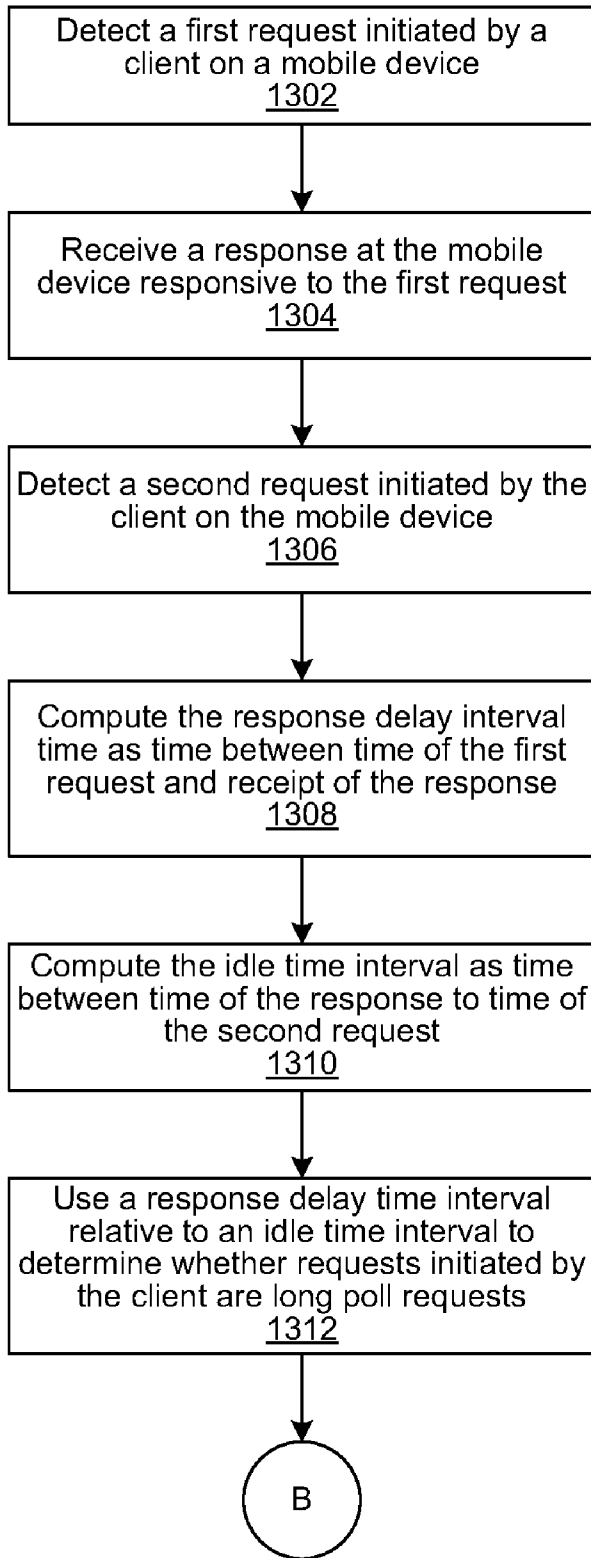 Detect a first request initiated by a
client on a mobile device
1302
Receive a response at the mobile
device responsive to the first request
1304
Detect a second request initiated by the
client on the mobile device
1306
Compute the response delay interval
time as time between time of the first
request and receipt of the response
1308
Compute the idle time interval as time
between time of the response to time of
the second request
1310
Use a response delay time interval
relative to an idle time interval to
determine whether requests initiated by
the client are long poll requests
1312
B